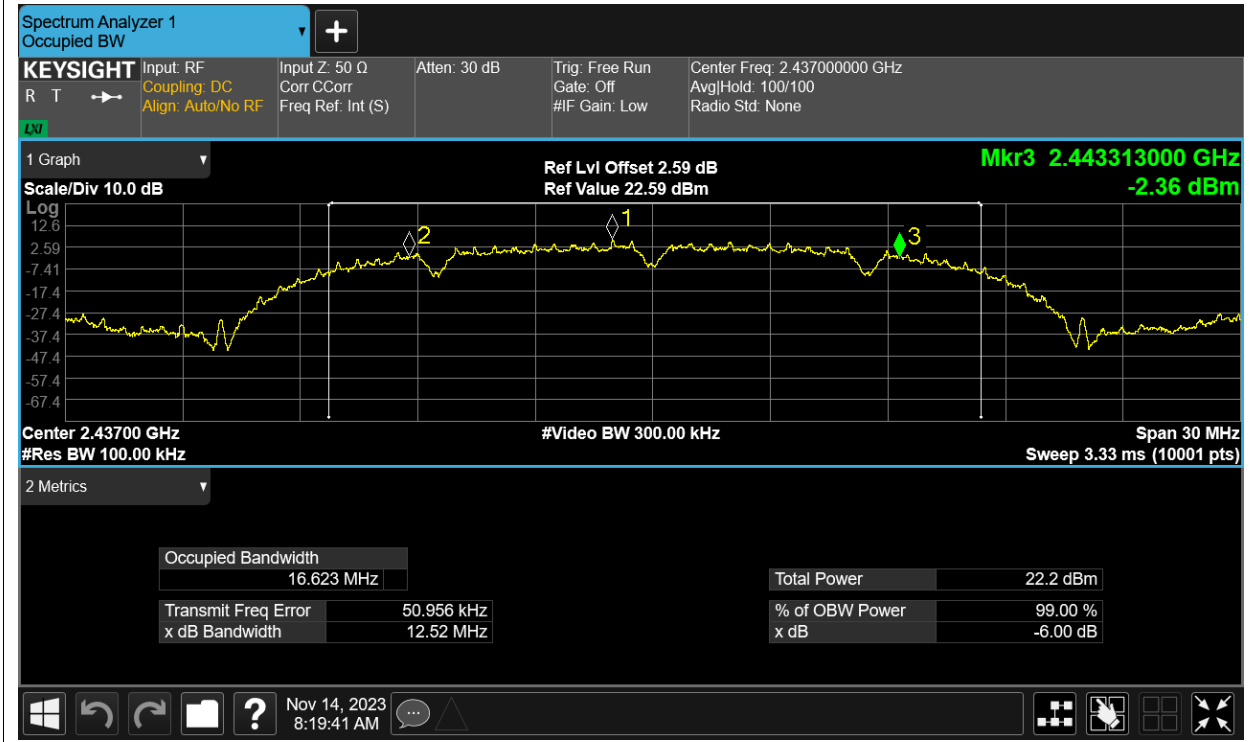 Spectrum Analyzer 1
Occupied BW
KEYSIGHT
R T
LXI
Input: RF
Coupling: DC
Align: Auto/No RF
Input Z: 50 Ω
Corr CCorr
Freq Ref: Int (S)
Atten: 30 dB
Trig: Free Run
Gate: Off
#IF Gain: Low
Center Freq: 2.437000000 GHz
Avg|Hold: 100/100
Radio Std: None
1 Graph
Scale/Div 10.0 dB
Ref Lvl Offset 2.59 dB
Ref Value 22.59 dBm
Mkr3 2.443313000 GHz
-2.36 dBm
Log
12.6
2.59
-7.41
-17.4
-27.4
-37.4
-47.4
-57.4
-67.4
2
1
3
Center 2.43700 GHz
#Video BW 300.00 kHz
Span 30 MHz
#Res BW 100.00 kHz
Sweep 3.33 ms (10001 pts)
2 Metrics
Occupied Bandwidth
16.623 MHz
Total Power 22.2 dBm
Transmit Freq Error 50.956 kHz
% of OBW Power 99.00 %
x dB Bandwidth 12.52 MHz
x dB -6.00 dB
?
Nov 14, 2023
8:19:41 AM